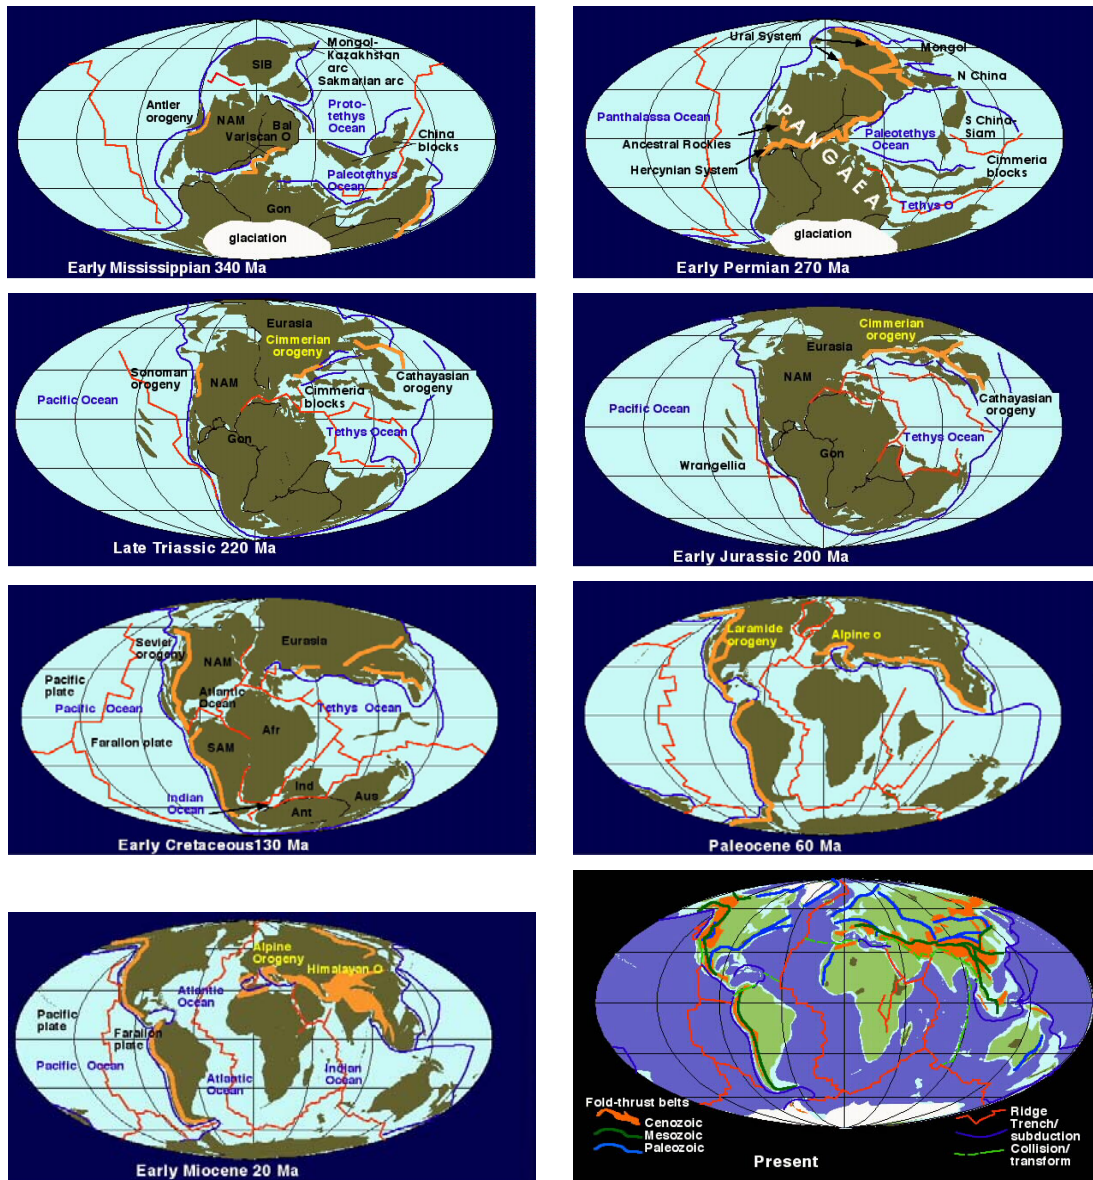 Mongol-
Kazakhstan
arc
Sakmarian arc
SIB
Antler
orogeny
NAM
Bal
Variscan O
Proto-
tethys
Ocean
China
blocks
Paleotethys
Ocean
Gon
glaciation
Early Mississippian 340 Ma
Ural System
Mongol
N China
Panthalassa Ocean
PANGAEA
Paleotethys
Ocean
S China-
Siam
Ancestral Rockies
Hercynian System
Cimmeria
blocks
Tethys O
glaciation
Early Permian 270 Ma
Eurasia
Cimmerian
orogeny
Sonoman
orogeny
NAM
Cimmeria
blocks
Cathayasian
orogeny
Pacific Ocean
Gon
Tethys Ocean
Late Triassic 220 Ma
Cimmerian
orogeny
Eurasia
NAM
Cathayasian
orogeny
Pacific Ocean
Tethys Ocean
Gon
Wrangellia
Early Jurassic 200 Ma
Sevier
orogeny
NAM
Eurasia
Pacific
plate
Pacific Ocean
Atlantic
Ocean
Tethys Ocean
Farallon plate
SAM
Afr
Indian
Ocean
Ind
Aus
Ant
Early Cretaceous130 Ma
Laramide
orogeny
Alpine o
Paleocene 60 Ma
Alpine
Orogeny
Himalayan O
Atlantic
Ocean
Pacific
plate
Farallon
plate
Pacific Ocean
Atlantic
Ocean
Indian
Ocean
Early Miocene 20 Ma
Fold-thrust belts
Cenozoic
Mesozoic
Paleozoic
Present
Ridge
Trench/
subduction
Collision/
transform